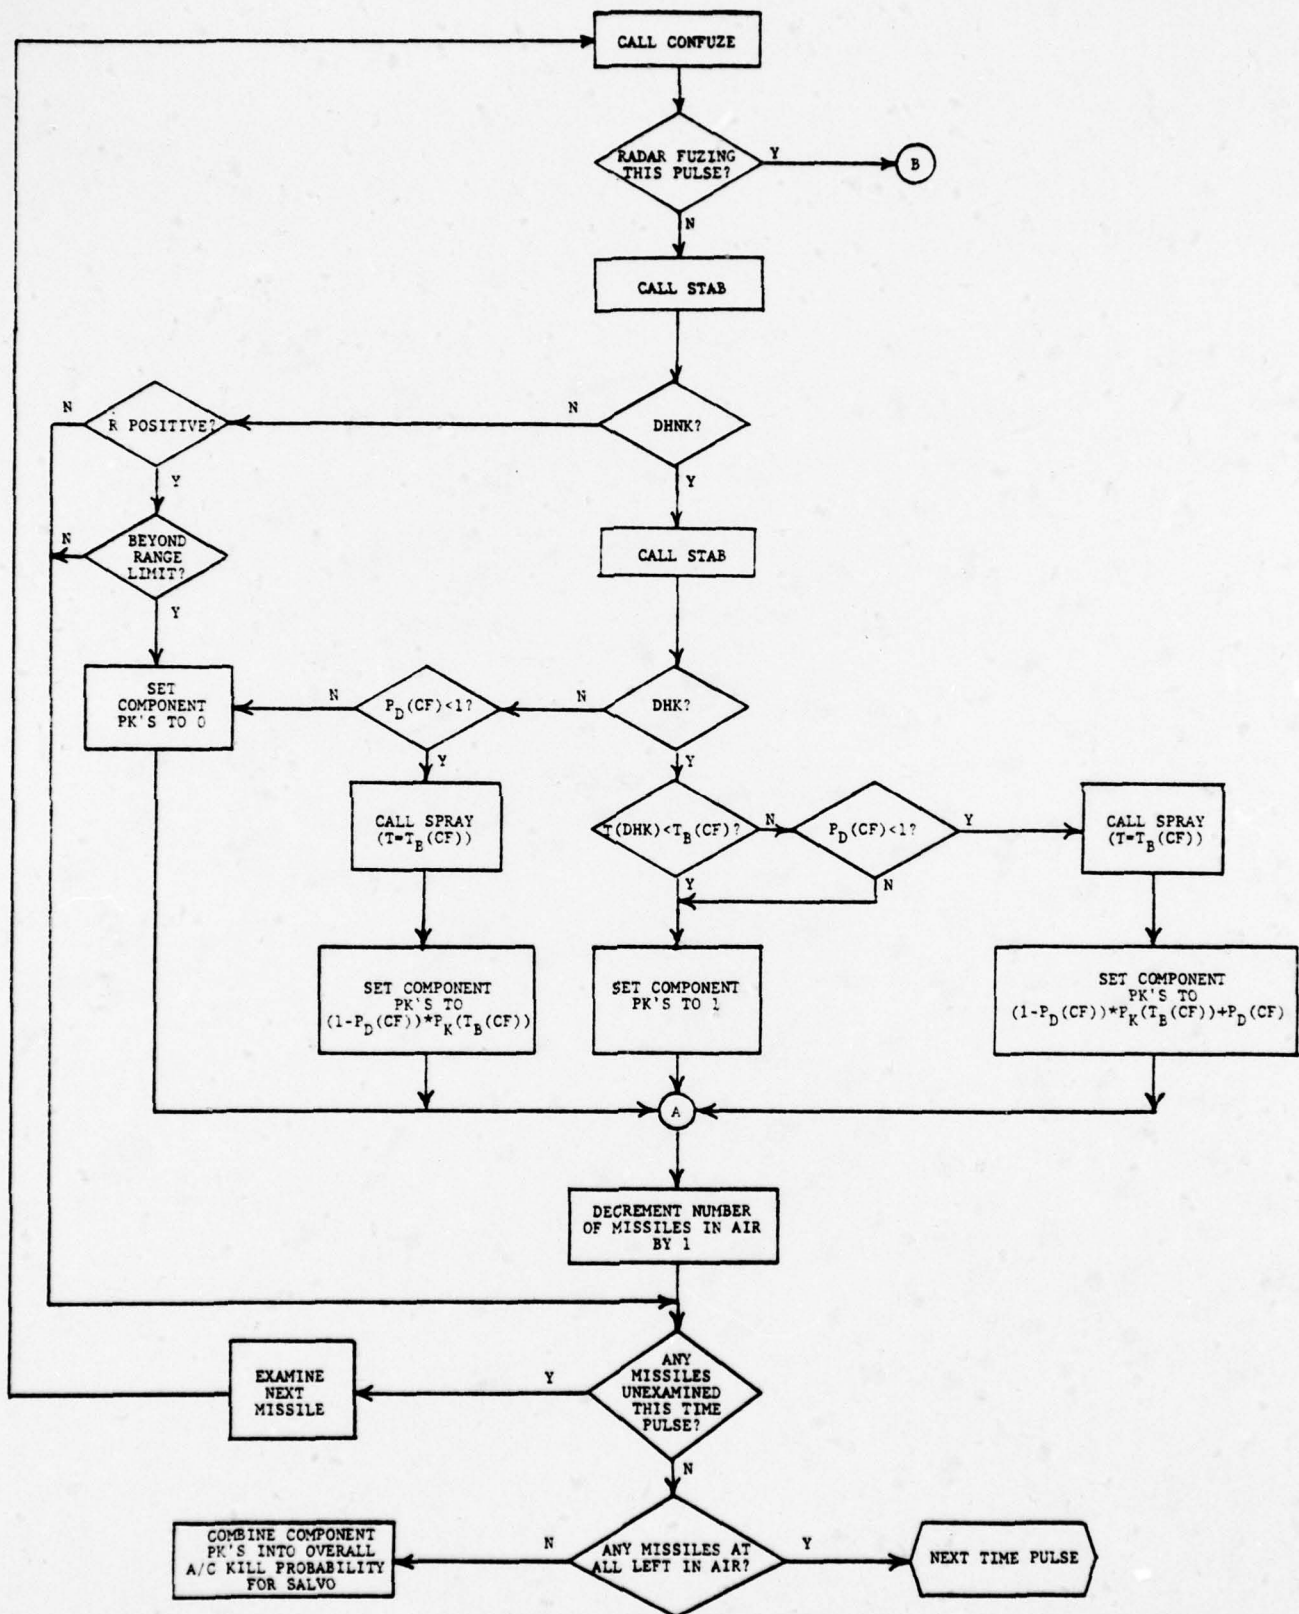 CALL CONFUZE
RADAR FUZING
THIS PULSE?
Y
B
N
CALL STAB
N
Ṙ POSITIVE?
N
DHNK?
Y
Y
N
BEYOND
RANGE
LIMIT?
CALL STAB
Y
SET
COMPONENT
PK'S TO 0
N
P_D(CF)<1?
N
DHK?
Y
Y
CALL SPRAY
(T=T_B(CF))
T(DHK)<T_B(CF)?
N
P_D(CF)<1?
Y
CALL SPRAY
(T=T_B(CF))
Y
N
SET COMPONENT
PK'S TO
(1-P_D(CF))*P_K(T_B(CF))
SET COMPONENT
PK'S TO 1
SET COMPONENT
PK'S TO
(1-P_D(CF))*P_K(T_B(CF))+P_D(CF)
A
DECREMENT NUMBER
OF MISSILES IN AIR
BY 1
EXAMINE
NEXT
MISSILE
Y
ANY
MISSILES
UNEXAMINED
THIS TIME
PULSE?
N
COMBINE COMPONENT
PK'S INTO OVERALL
A/C KILL PROBABILITY
FOR SALVO
N
ANY MISSILES AT
ALL LEFT IN AIR?
Y
NEXT TIME PULSE